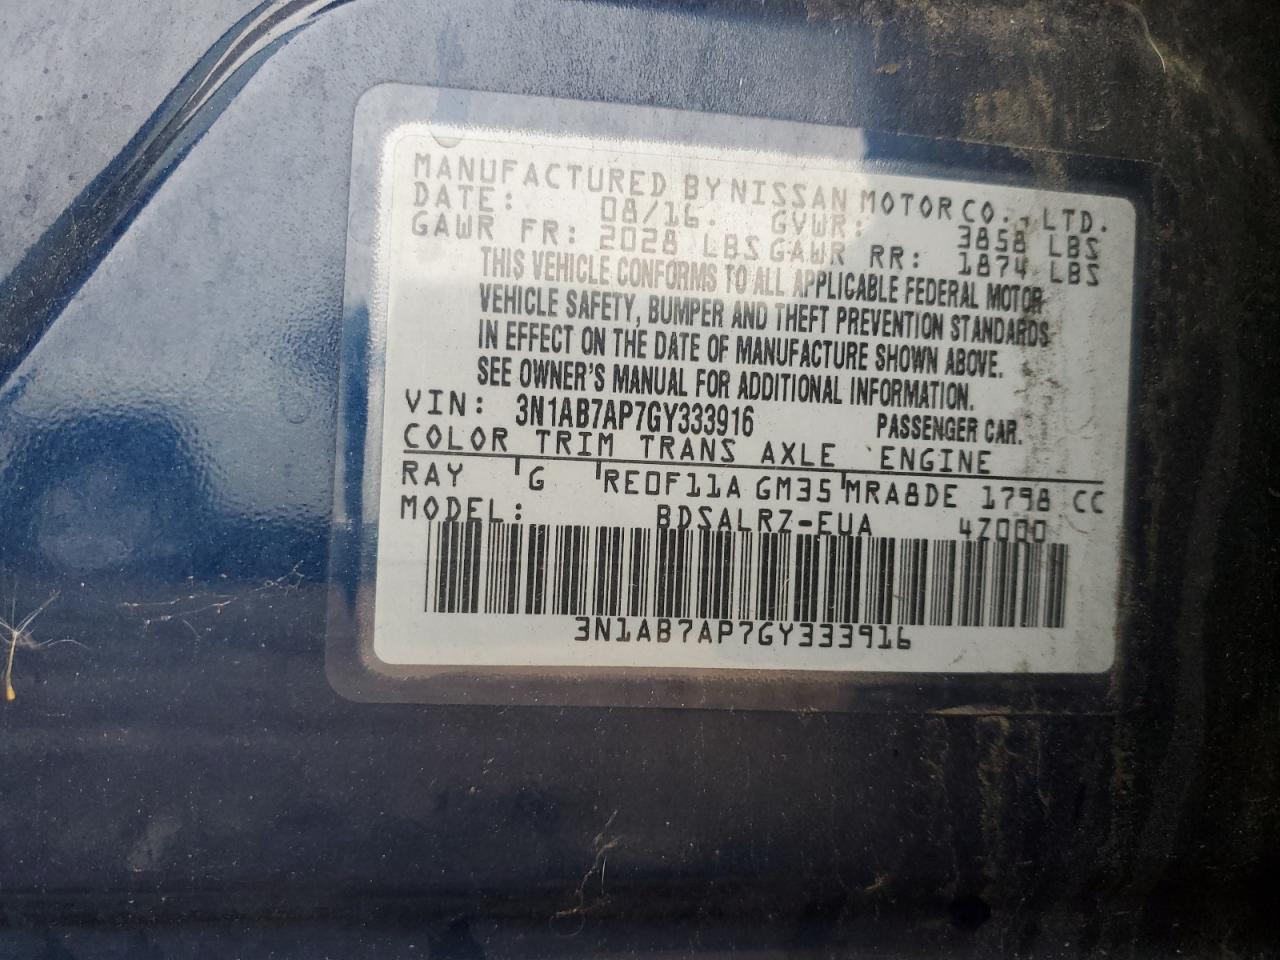 MANUFACTURED BY NISSAN MOTOR CO., LTD.
DATE: 08/16. GVWR: 3858 LBS
GAWR FR: 2028 LBS GAWR RR: 1874 LBS
THIS VEHICLE CONFORMS TO ALL APPLICABLE FEDERAL MOTOR
VEHICLE SAFETY, BUMPER AND THEFT PREVENTION STANDARDS
IN EFFECT ON THE DATE OF MANUFACTURE SHOWN ABOVE.
SEE OWNER'S MANUAL FOR ADDITIONAL INFORMATION.
VIN: 3N1AB7AP7GY333916 PASSENGER CAR.
COLOR TRIM TRANS AXLE ENGINE
RAY G RE0F11A GM35 MRA8DE 1798 CC
MODEL: BDSALRZ-EUA 4Z000
3N1AB7AP7GY333916